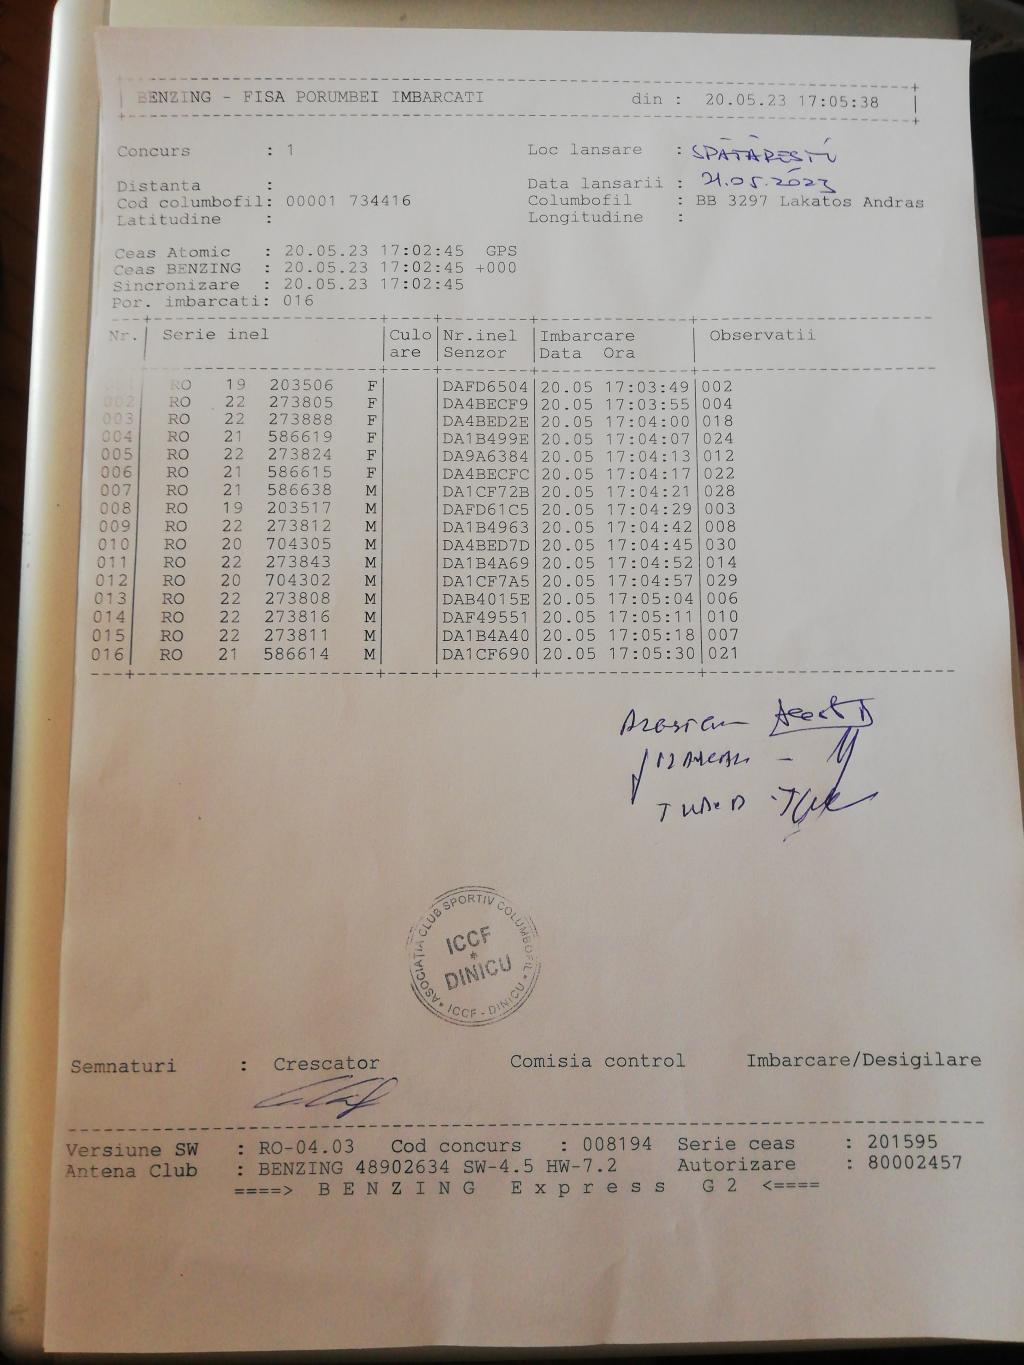 BENZING - FISA PORUMBEI IMBARCATI din : 20.05.23 17:05:38
Concurs : 1 Loc lansare : SPĂTĂREȘTI
Distanta : Data lansarii : 21.05.2023
Cod columbofil: 00001 734416 Columbofil : BB 3297 Lakatos Andras
Latitudine : Longitudine :
Ceas Atomic : 20.05.23 17:02:45 GPS
Ceas BENZING : 20.05.23 17:02:45 +000
Sincronizare : 20.05.23 17:02:45
Por. imbarcati: 016
Nr. Serie inel Culo Nr.inel Imbarcare Observatii
are Senzor Data Ora
001 RO 19 203506 F DAFD6504 20.05 17:03:49 002
002 RO 22 273805 F DA4BECF9 20.05 17:03:55 004
003 RO 22 273888 F DA4BED2E 20.05 17:04:00 018
004 RO 21 586619 F DA1B499E 20.05 17:04:07 024
005 RO 22 273824 F DA9A6384 20.05 17:04:13 012
006 RO 21 586615 F DA4BECFC 20.05 17:04:17 022
007 RO 21 586638 M DA1CF72B 20.05 17:04:21 028
008 RO 19 203517 M DAFD61C5 20.05 17:04:29 003
009 RO 22 273812 M DA1B4963 20.05 17:04:42 008
010 RO 20 704305 M DA4BED7D 20.05 17:04:45 030
011 RO 22 273843 M DA1B4A69 20.05 17:04:52 014
012 RO 20 704302 M DA1CF7A5 20.05 17:04:57 029
013 RO 22 273808 M DAB4015E 20.05 17:05:04 006
014 RO 22 273816 M DAF49551 20.05 17:05:11 010
015 RO 22 273811 M DA1B4A40 20.05 17:05:18 007
016 RO 21 586614 M DA1CF690 20.05 17:05:30 021
ASOCIATIA CLUB SPORTIV COLUMBOFIL
ICCF
DINICU
ICCF - DINICU
Semnaturi : Crescator Comisia control Imbarcare/Desigilare
Versiune SW : RO-04.03 Cod concurs : 008194 Serie ceas : 201595
Antena Club : BENZING 48902634 SW-4.5 HW-7.2 Autorizare : 80002457
====> BENZING Express G2 <====